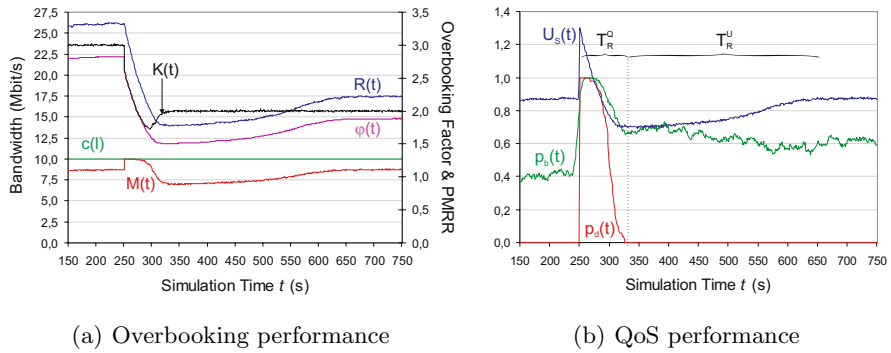 27,5
25,0
22,5
20,0
17,5
15,0
12,5
10,0
7,5
5,0
2,5
0,0
Bandwidth (Mbit/s)
3,5
3,0
2,5
2,0
1,5
1,0
0,5
0,0
Overbooking Factor & PMRR
K(t)
R(t)
φ(t)
c(l)
M(t)
150 200 250 300 350 400 450 500 550 600 650 700 750
Simulation Time t (s)
(a) Overbooking performance
1,4
1,2
1,0
0,8
0,6
0,4
0,2
0,0
U_S(t)
T_R^Q
T_R^U
p_b(t)
p_d(t)
150 200 250 300 350 400 450 500 550 600 650 700 750
Simulation Time t (s)
(b) QoS performance